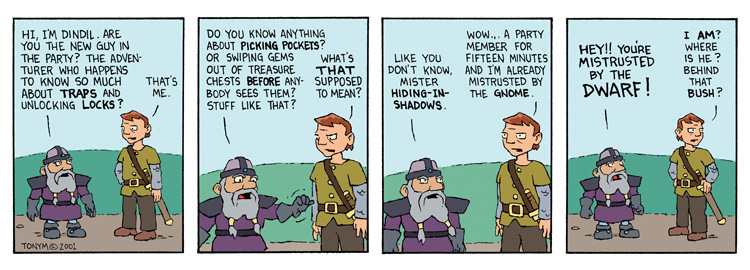 HI, I'M DINDIL. ARE
YOU THE NEW GUY IN
THE PARTY? THE ADVEN-
TURER WHO HAPPENS
TO KNOW SO MUCH
ABOUT TRAPS AND
UNLOCKING LOCKS?
THAT'S
ME.
TONYM©2001
DO YOU KNOW ANYTHING
ABOUT PICKING POCKETS?
OR SWIPING GEMS
OUT OF TREASURE
CHESTS BEFORE ANY-
BODY SEES THEM?
STUFF LIKE THAT?
WHAT'S
THAT
SUPPOSED
TO MEAN?
LIKE YOU
DON'T KNOW,
MISTER
HIDING-IN-
SHADOWS.
WOW... A PARTY
MEMBER FOR
FIFTEEN MINUTES
AND I'M ALREADY
MISTRUSTED BY
THE GNOME.
HEY!! YOU'RE
MISTRUSTED
BY THE
DWARF!
I AM?
WHERE
IS HE?
BEHIND
THAT
BUSH?